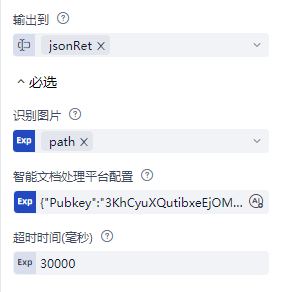 输出到
jsonRet ×
必选
识别图片
Exp path ×
智能文档处理平台配置
Exp {"Pubkey":"3KhCyuXQutibxeEjOM...
超时时间(毫秒)
Exp 30000